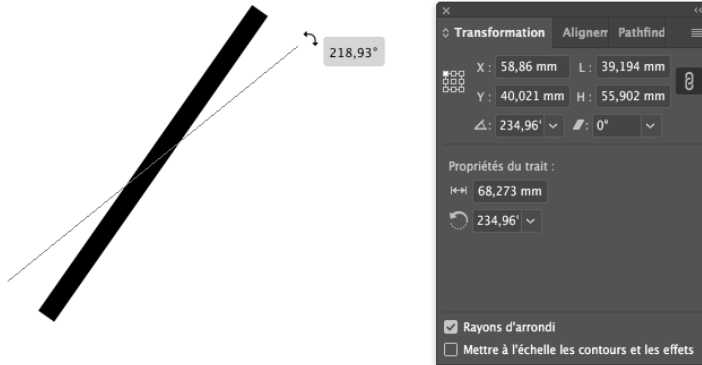 218,93°
Transformation Alignem Pathfind
X : 58,86 mm L : 39,194 mm
Y : 40,021 mm H : 55,902 mm
: 234,96° : 0°
Propriétés du trait :
68,273 mm
234,96°
Rayons d'arrondi
Mettre à l'échelle les contours et les effets